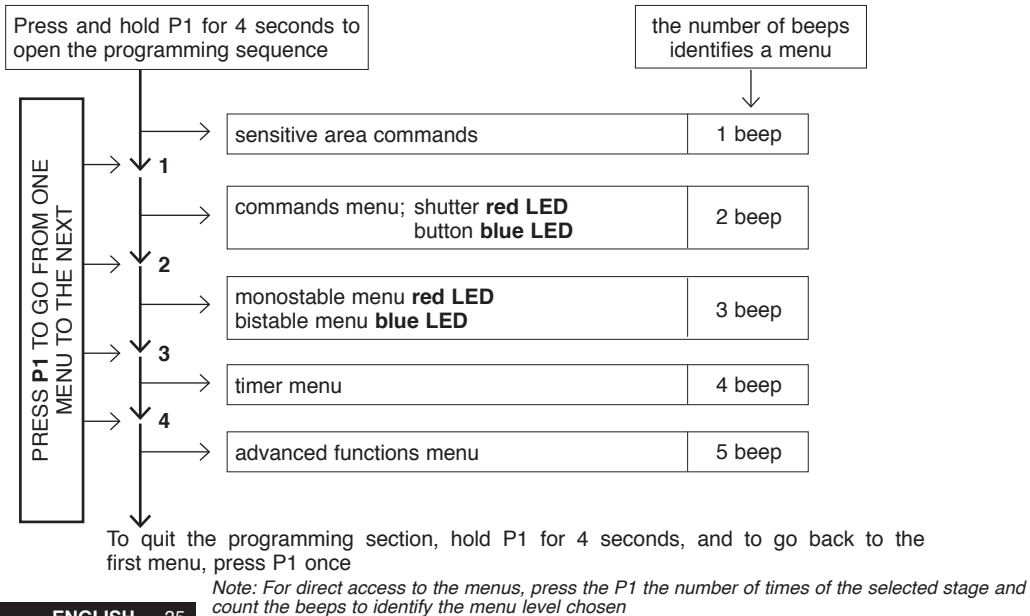 Press and hold P1 for 4 seconds to
open the programming sequence
the number of beeps
identifies a menu
PRESS P1 TO GO FROM ONE
MENU TO THE NEXT
sensitive area commands
1 beep
1
commands menu; shutter red LED
button blue LED
2 beep
2
monostable menu red LED
bistable menu blue LED
3 beep
3
timer menu
4 beep
4
advanced functions menu
5 beep
To quit the programming section, hold P1 for 4 seconds, and to go back to the
first menu, press P1 once
Note: For direct access to the menus, press the P1 the number of times of the selected stage and
count the beeps to identify the menu level chosen